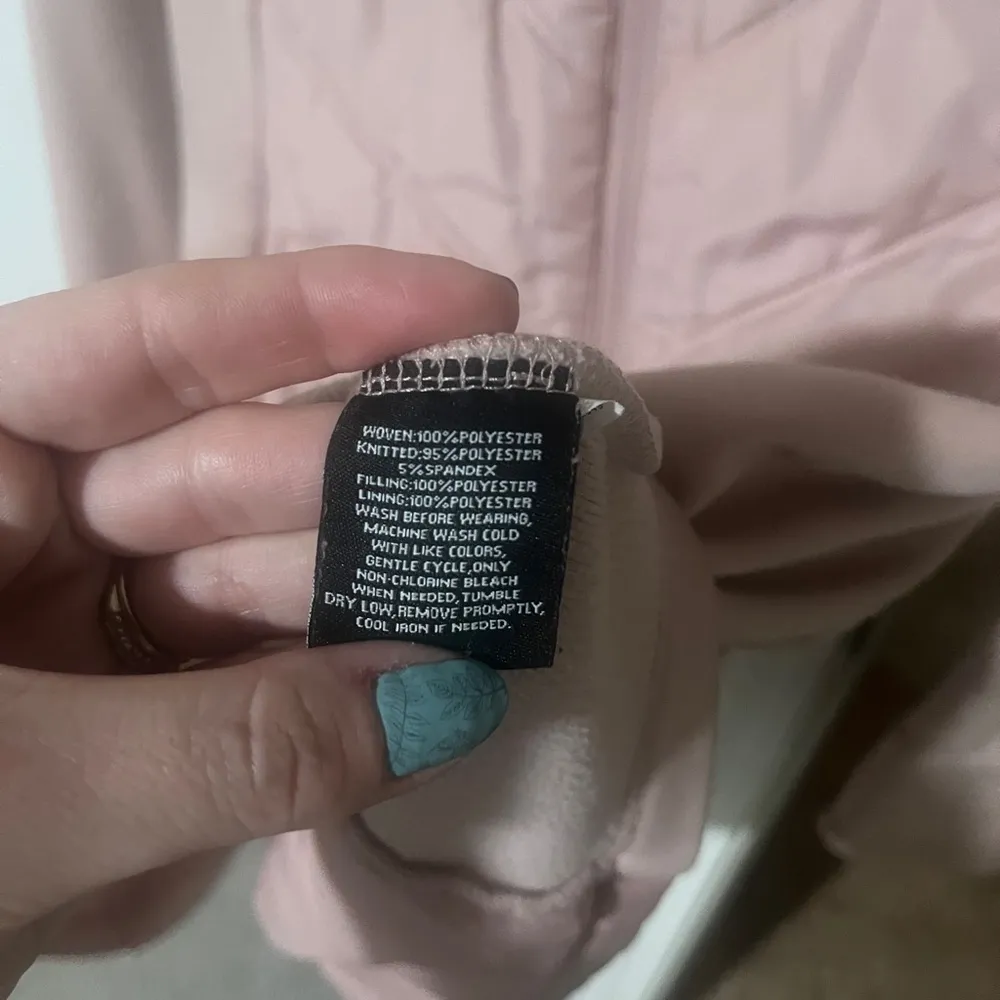 WOVEN:100%POLYESTER
KNITTED:95%POLYESTER
5%SPANDEX
FILLING:100%POLYESTER
LINING:100%POLYESTER
WASH BEFORE WEARING,
MACHINE WASH COLD
WITH LIKE COLORS,
GENTLE CYCLE,ONLY
NON-CHLORINE BLEACH
WHEN NEEDED,TUMBLE
DRY LOW,REMOVE PROMPTLY,
COOL IRON IF NEEDED.